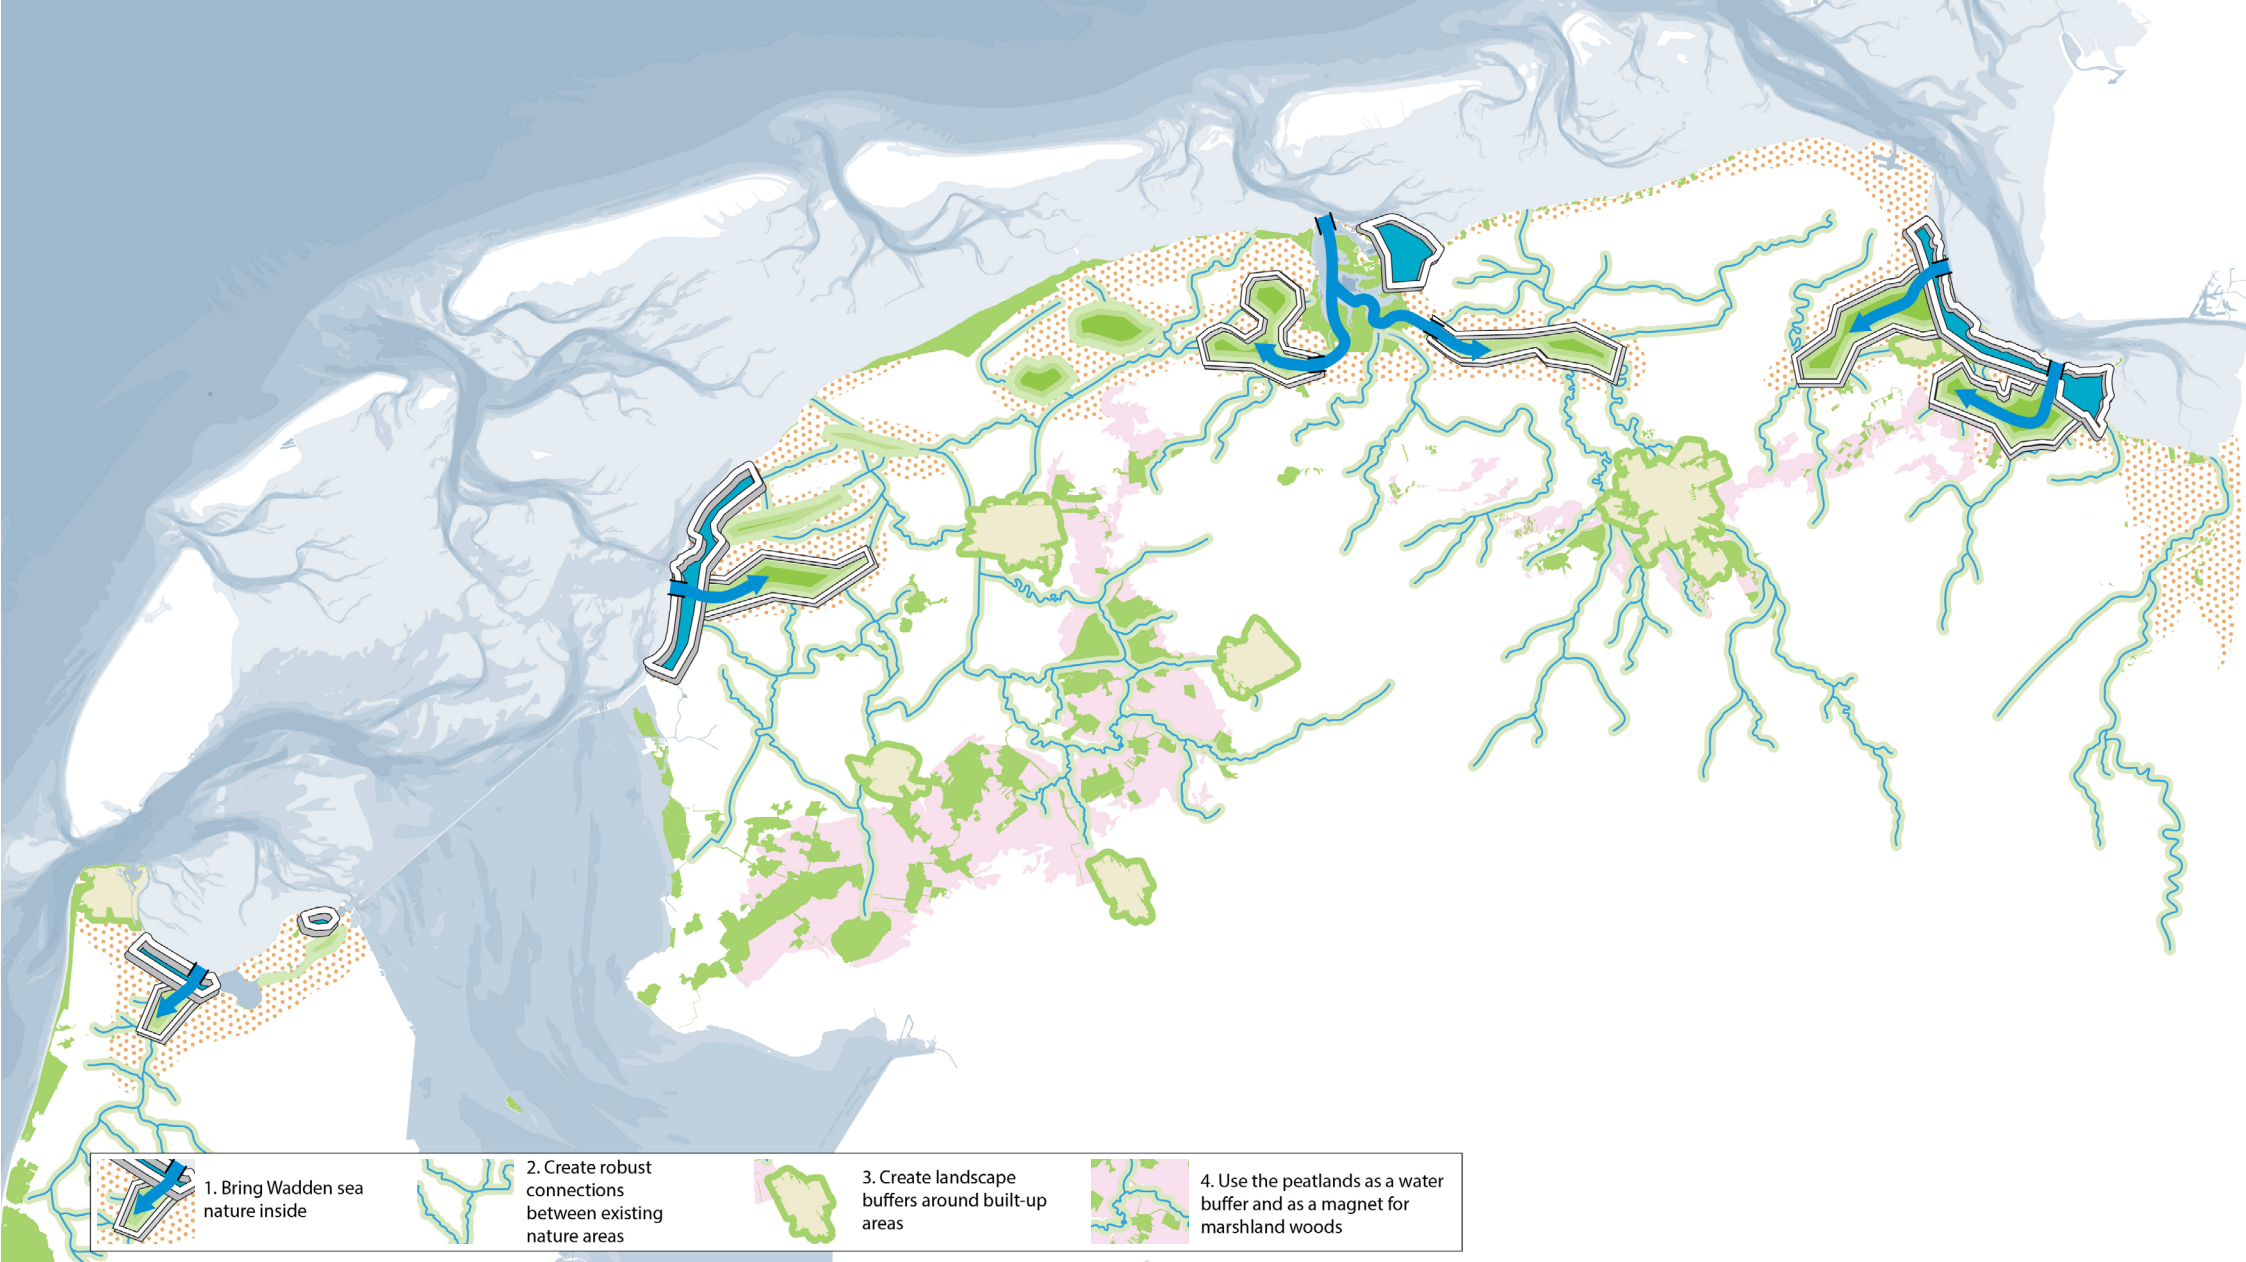 1. Bring Wadden sea
nature inside
2. Create robust
connections
between existing
nature areas
3. Create landscape
buffers around built-up
areas
4. Use the peatlands as a water
buffer and as a magnet for
marshland woods